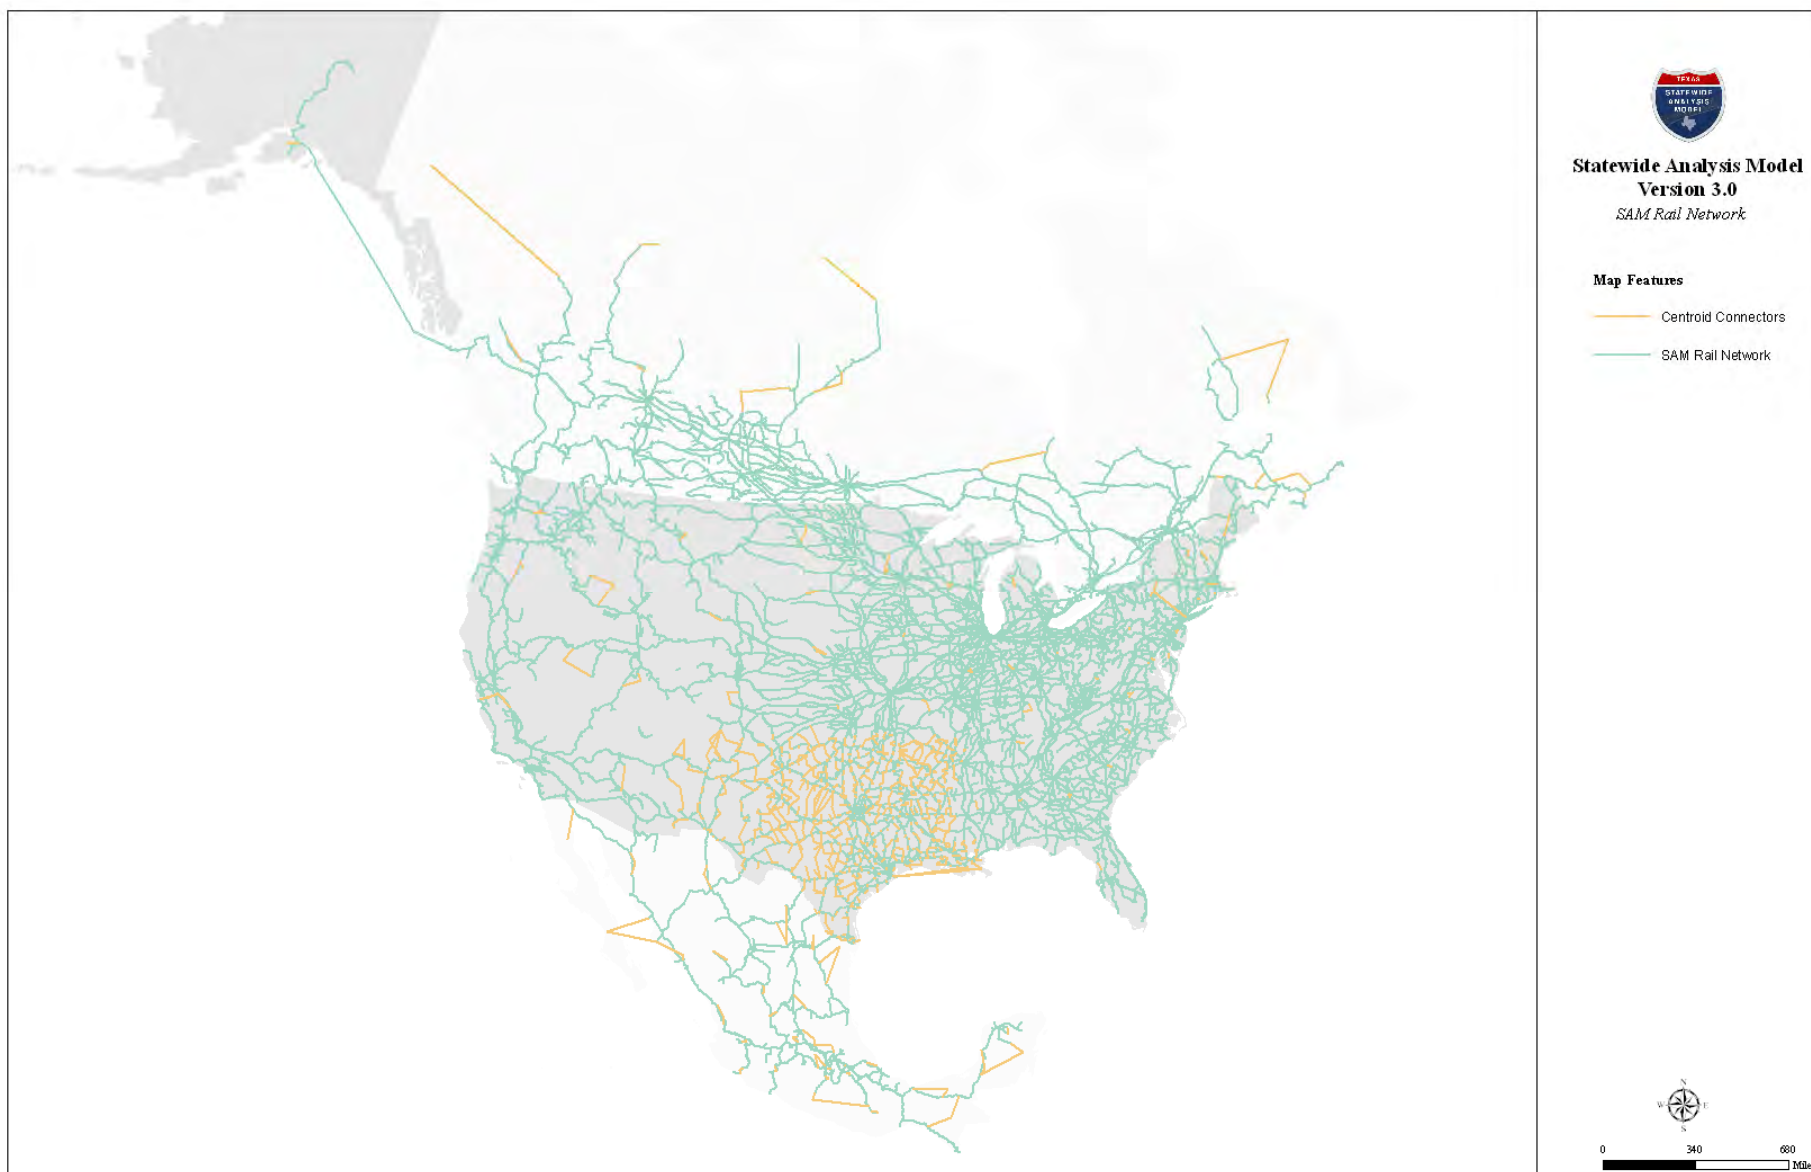 TEXAS
STATEWIDE
ANALYSIS
MODEL
Statewide Analysis Model
Version 3.0
SAM Rail Network
Map Features
Centroid Connectors
SAM Rail Network
N
W
E
S
0 340 680
Mile